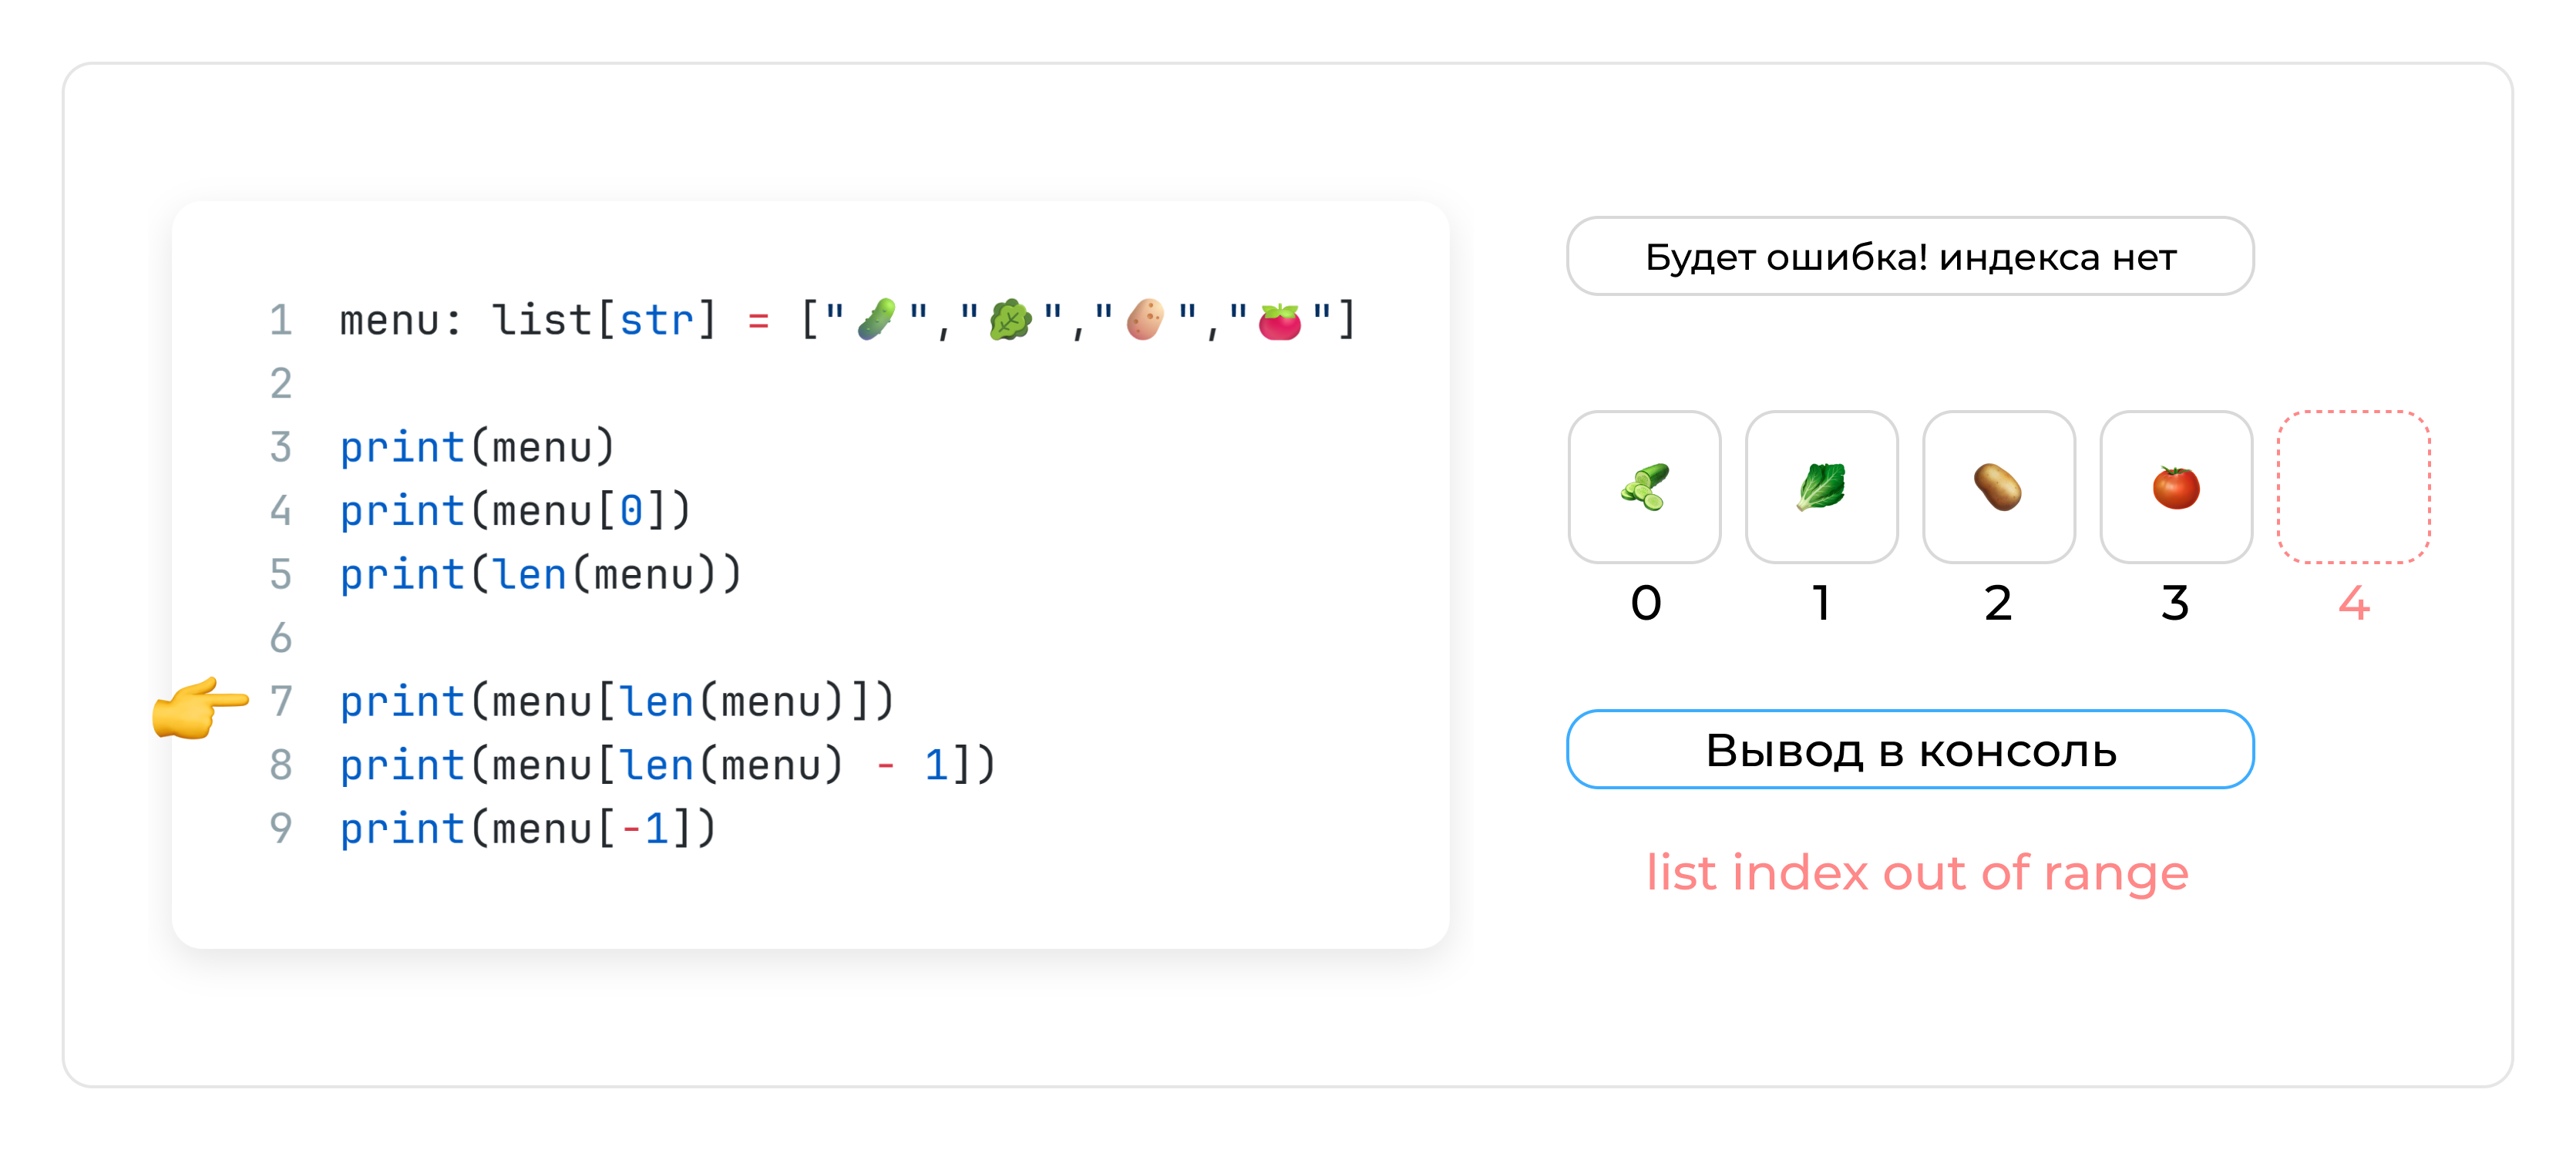 1 menu: list[str] = ["🥒","🥬","🥔","🍅"]
2
3 print(menu)
4 print(menu[0])
5 print(len(menu))
6
7 print(menu[len(menu)])
8 print(menu[len(menu) - 1])
9 print(menu[-1])
Будет ошибка! индекса нет
0 1 2 3 4
Вывод в консоль
list index out of range